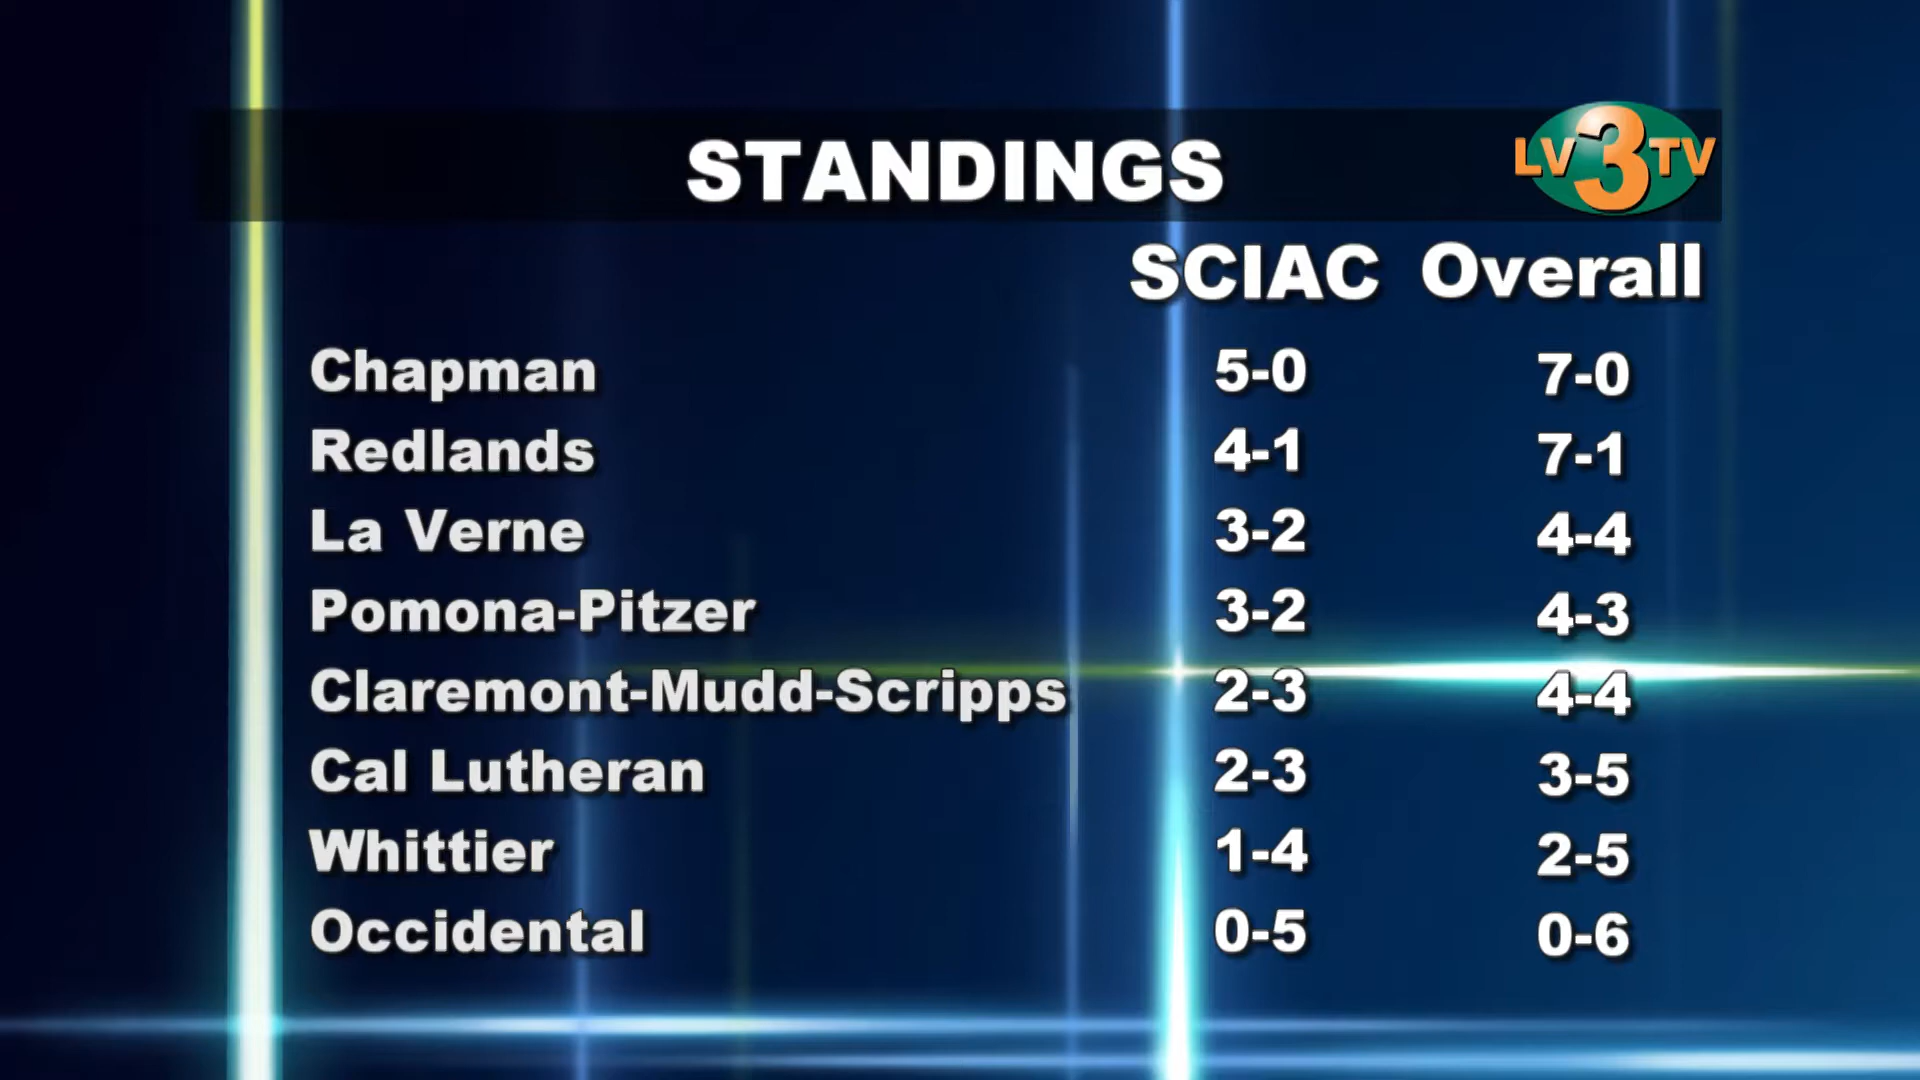 STANDINGS
LV3TV
SCIAC Overall
Chapman 5-0 7-0
Redlands 4-1 7-1
La Verne 3-2 4-4
Pomona-Pitzer 3-2 4-3
Claremont-Mudd-Scripps 2-3 4-4
Cal Lutheran 2-3 3-5
Whittier 1-4 2-5
Occidental 0-5 0-6